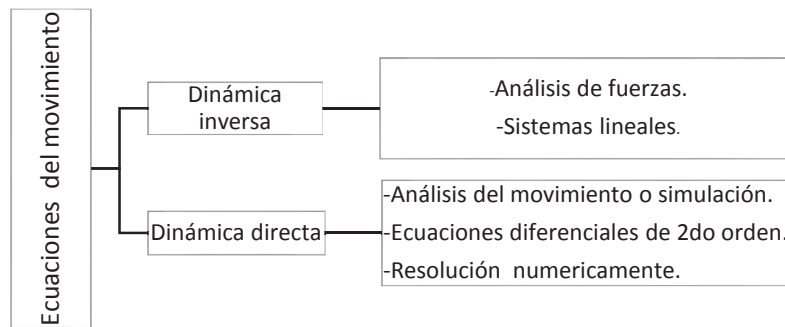 Ecuaciones del movimiento
Dinámica
inversa
-Análisis de fuerzas.
-Sistemas lineales.
Dinámica directa
-Análisis del movimiento o simulación.
-Ecuaciones diferenciales de 2do orden.
-Resolución numericamente.